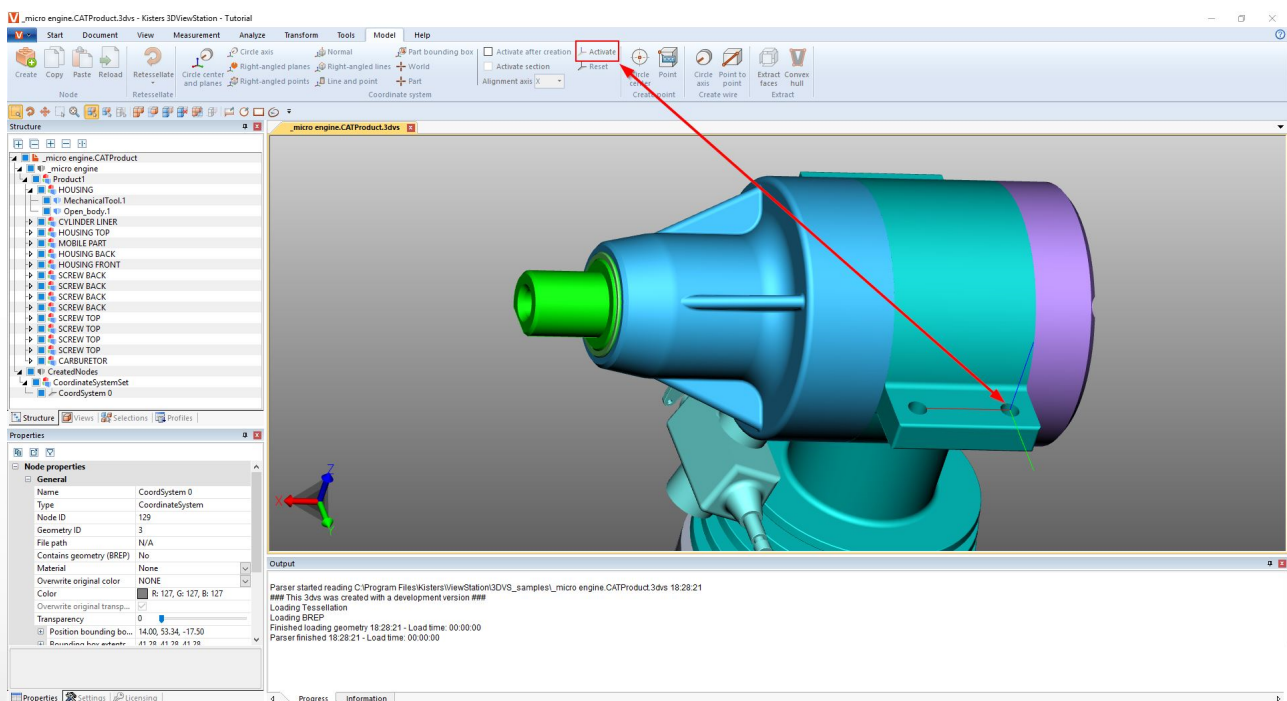 _micro engine.CATProduct.3dvs - Kisters 3DViewStation - Tutorial
Start Document View Measurement Analyze Transform Tools Model Help
Create Copy Paste Reload
Node
Retessellate
Retessellate
Circle center and planes
Circle axis Normal Part bounding box
Right-angled planes Right-angled lines World
Right-angled points Line and point Part
Activate after creation Activate
Activate section Reset
Alignment axis X
Coordinate system
Circle center Point
Create point
Circle axis Point to point
Create wire
Extract faces Convex hull
Extract
Structure
_micro engine.CATProduct.3dvs
_micro engine.CATProduct
_micro engine
Product1
HOUSING
MechanicalTool.1
Open_body.1
CYLINDER LINER
HOUSING TOP
MOBILE PART
HOUSING BACK
HOUSING FRONT
SCREW BACK
SCREW BACK
SCREW BACK
SCREW BACK
SCREW TOP
SCREW TOP
SCREW TOP
SCREW TOP
CARBURETOR
CreatedNodes
CoordinateSystemSet
CoordSystem 0
Structure Views Selections Profiles
Properties
Node properties
General
Name CoordSystem 0
Type CoordinateSystem
Node ID 129
Geometry ID 3
File path N/A
Contains geometry (BREP) No
Material None
Overwrite original color NONE
Color R: 127, G: 127, B: 127
Overwrite original transp...
Transparency 0
Position bounding bo... 14.00, 53.34, -17.50
Bounding box extents 41.28, 41.28, 41.28
Properties Settings Licensing
Z
X
Y
Output
Parser started reading C:\Program Files\Kisters\ViewStation\3DVS_samples\_micro engine.CATProduct.3dvs 18:28:21
### This 3dvs was created with a development version ###
Loading Tessellation
Loading BREP
Finished loading geometry 18:28:21 - Load time: 00:00:00
Parser finished 18:28:21 - Load time: 00:00:00
Progress Information